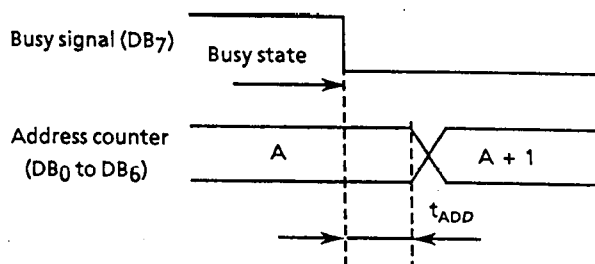 Busy signal (DB7)
Busy state
Address counter
(DB0 to DB6)
A
A + 1
tADD